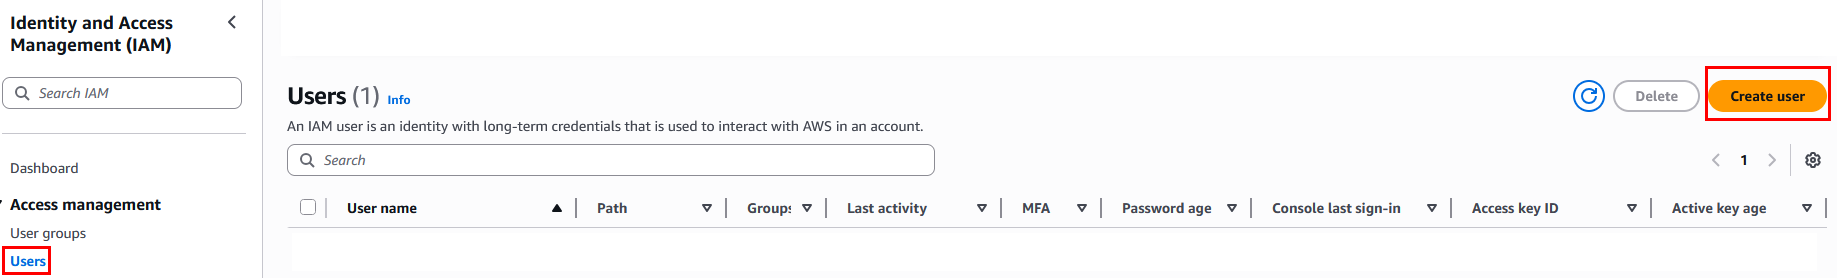 Identity and Access
Management (IAM)
Search IAM
Dashboard
Access management
User groups
Users
Users (1) Info
Delete
Create user
An IAM user is an identity with long-term credentials that is used to interact with AWS in an account.
Search
1
User name Path Groups Last activity MFA Password age Console last sign-in Access key ID Active key age